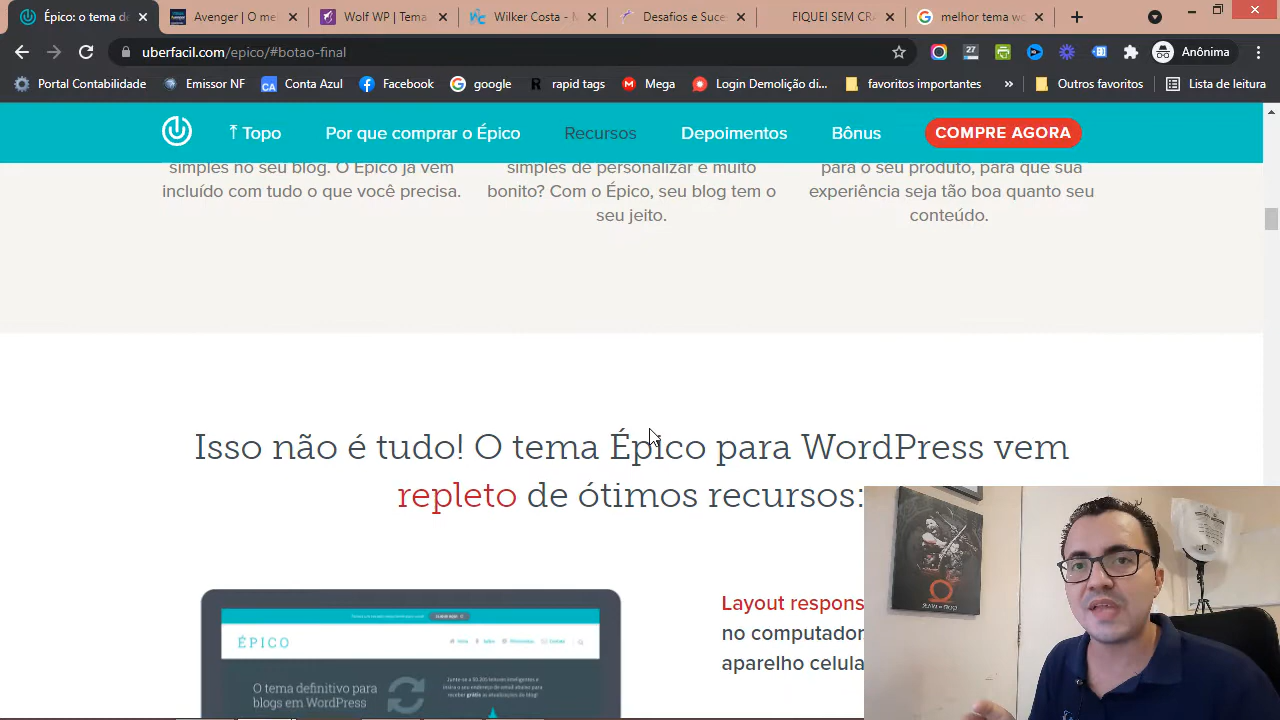 Épico: o tema de
Avenger | O me
Wolf WP | Tema
Wilker Costa - M
Desafios e Suce
FIQUEI SEM CRA
melhor tema wo
uberfacil.com/epico/#botao-final
27
Anônima
Portal Contabilidade
Emissor NF
CA Conta Azul
Facebook
google
R rapid tags
M Mega
Login Demolição di...
favoritos importantes
»
Outros favoritos
Lista de leitura
Topo
Por que comprar o Épico
Recursos
Depoimentos
Bônus
COMPRE AGORA
simples no seu blog. O Épico já vem
incluído com tudo o que você precisa.
simples de personalizar e muito
bonito? Com o Épico, seu blog tem o
seu jeito.
para o seu produto, para que sua
experiência seja tão boa quanto seu
conteúdo.
Isso não é tudo! O tema Épico para WordPress vem
repleto de ótimos recursos:
Layout respons
no computador
aparelho celula
ÉPICO
O tema definitivo para
blogs em WordPress